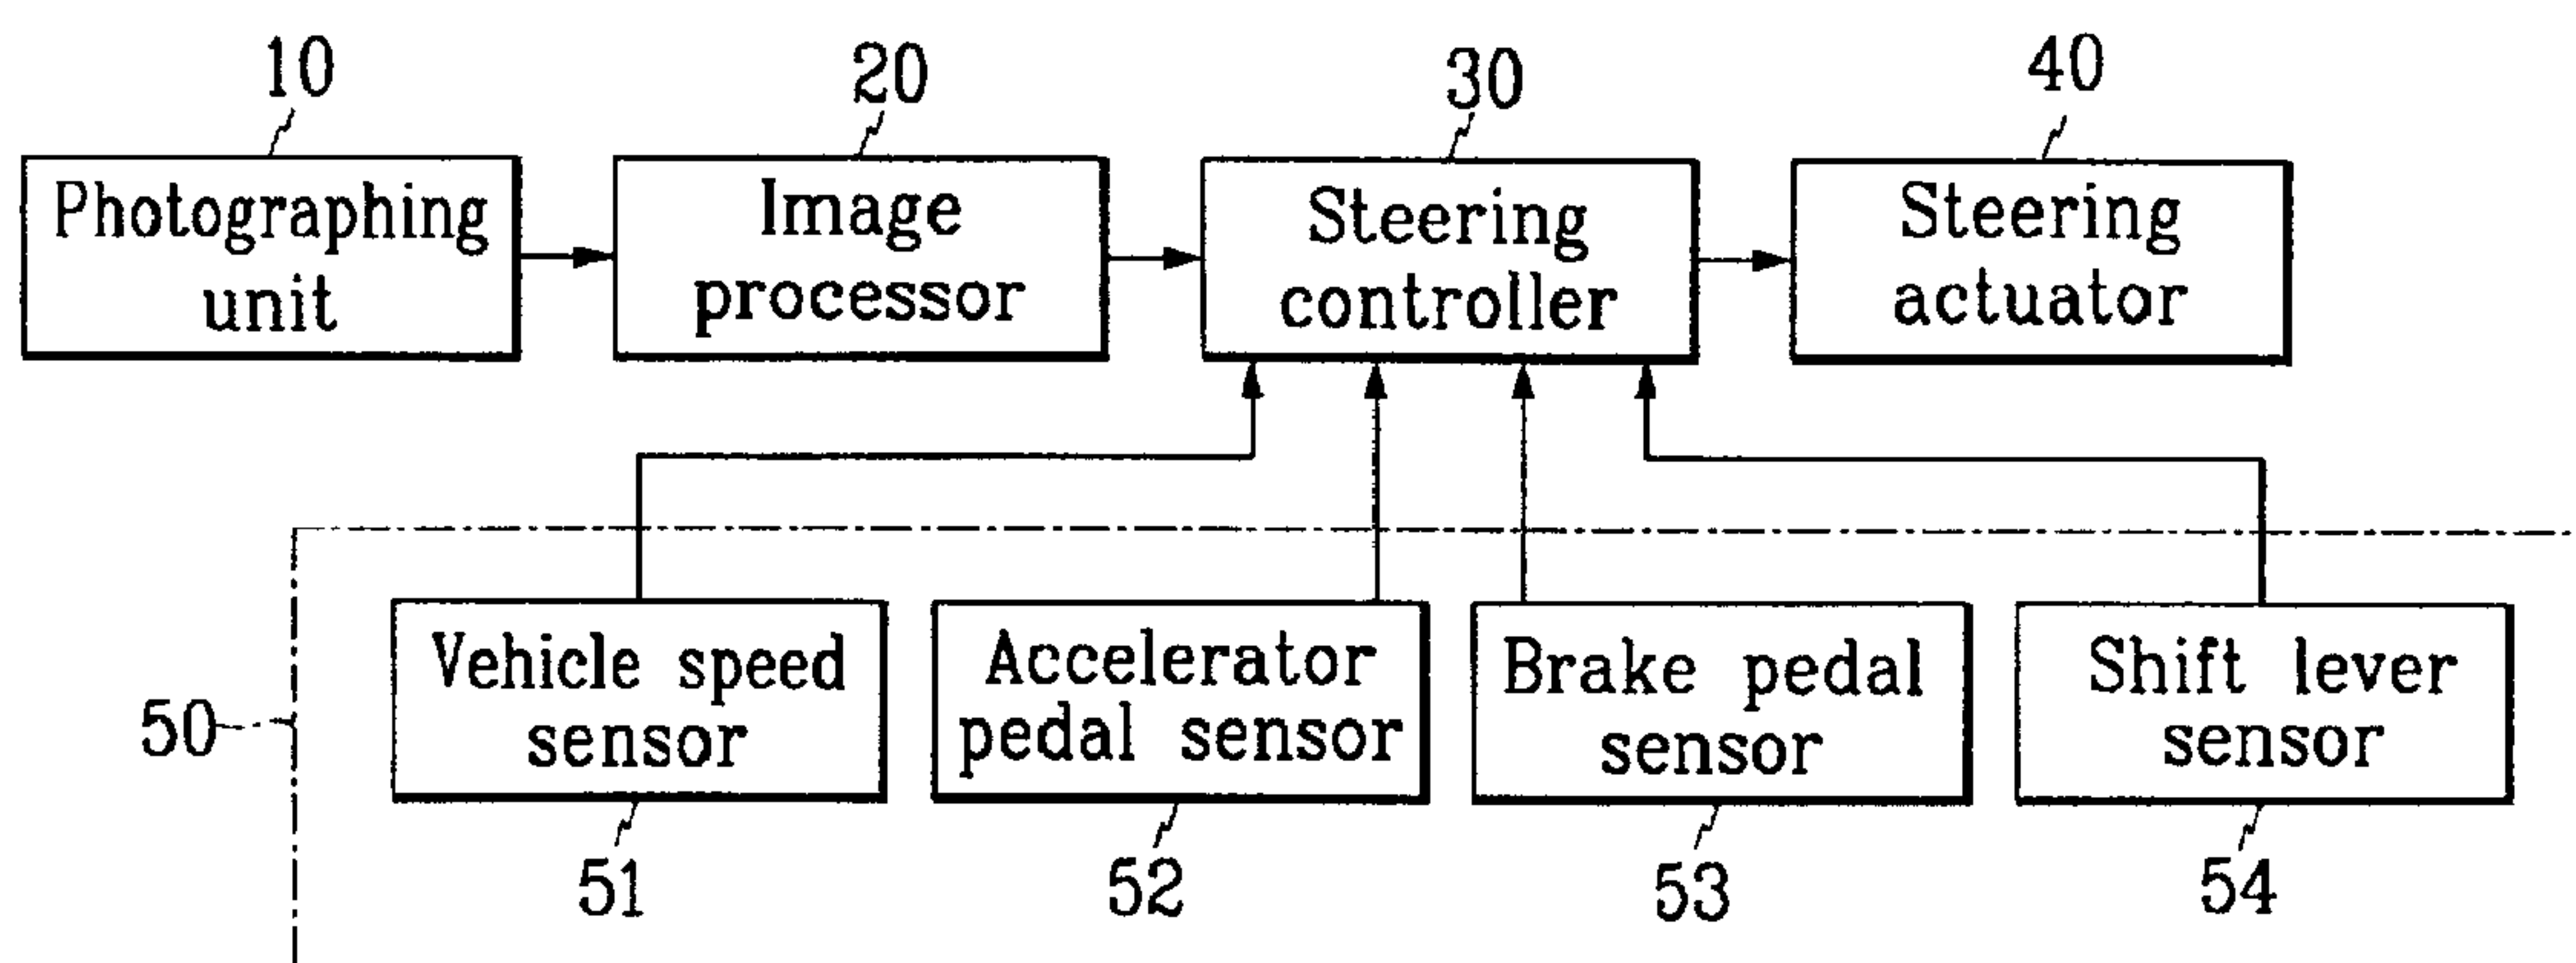 10
20
30
40
Photographing
unit
Image
processor
Steering
controller
Steering
actuator
50
Vehicle speed
sensor
Accelerator
pedal sensor
Brake pedal
sensor
Shift lever
sensor
51
52
53
54